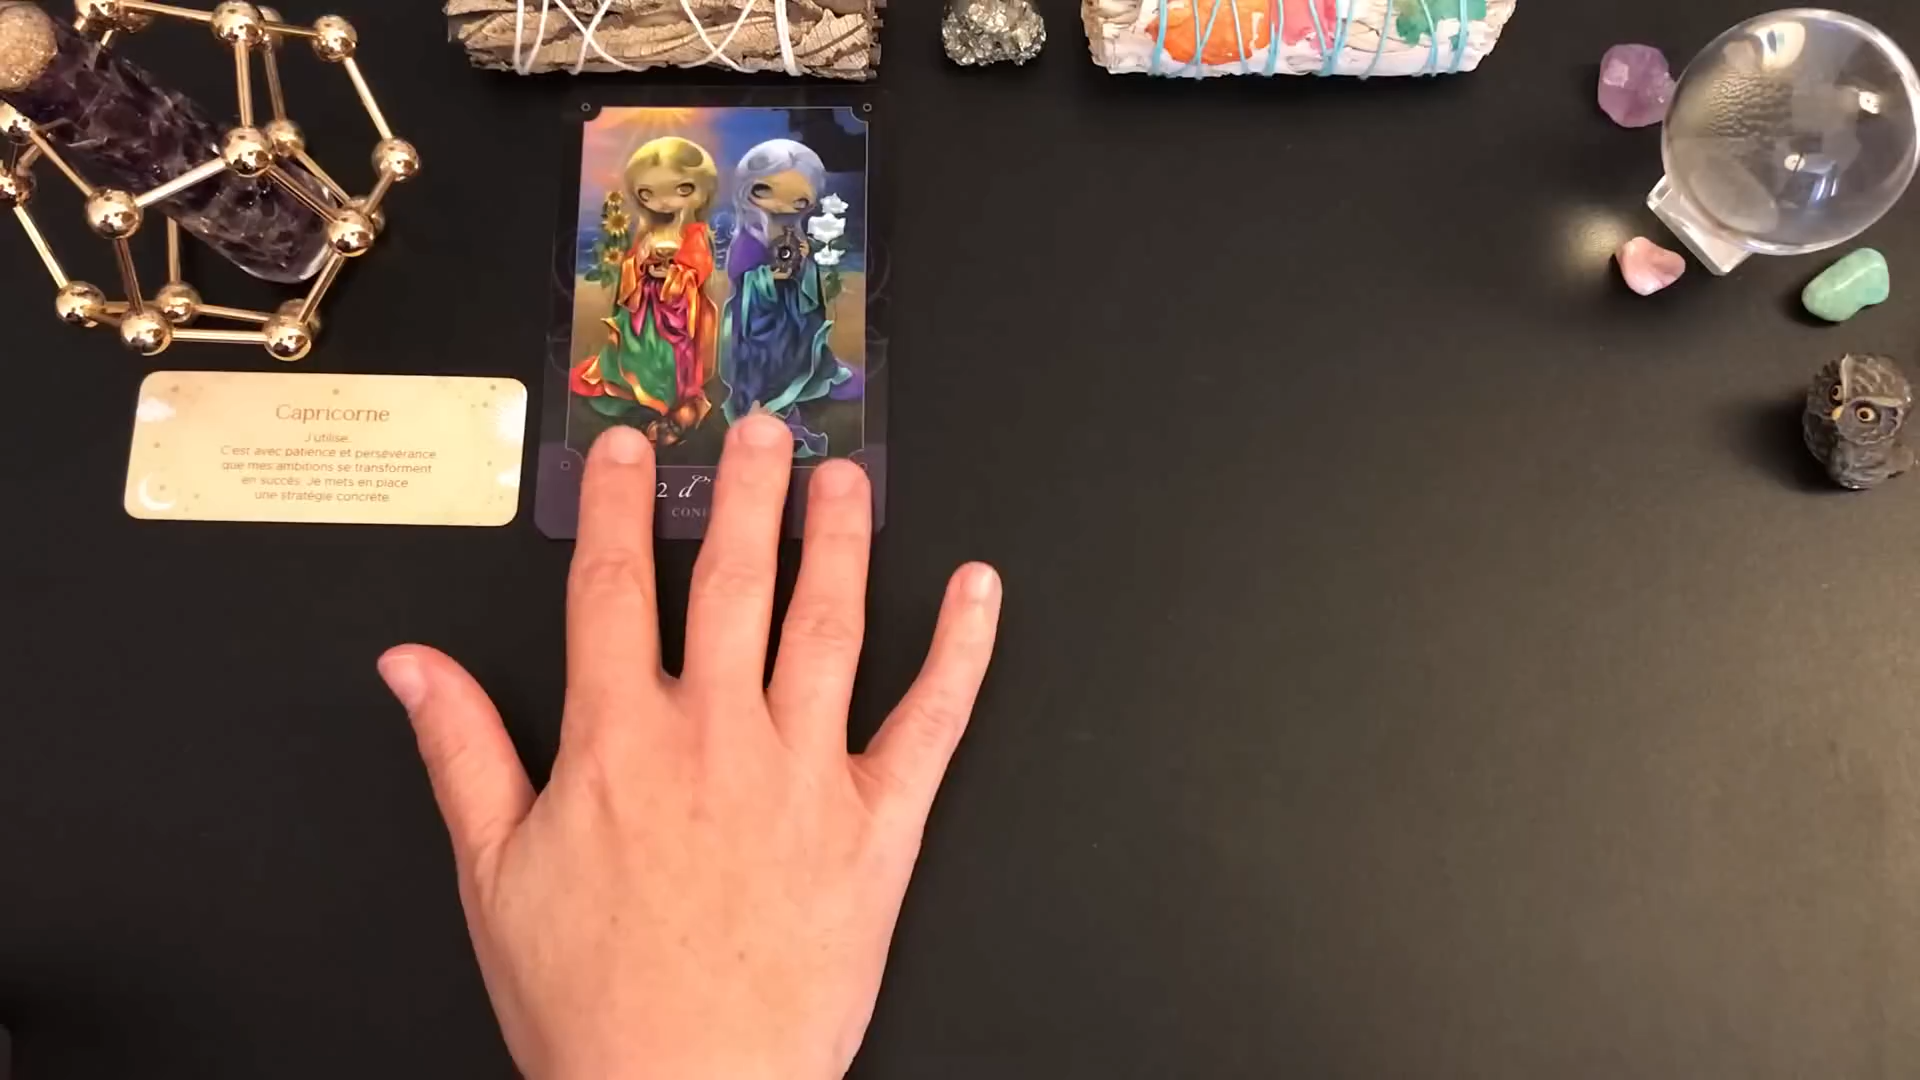 Capricorne
J'utilise.
C'est avec patience et persévérance
que mes ambitions se transforment
en succès. Je mets en place
une stratégie concrète.
2 d'